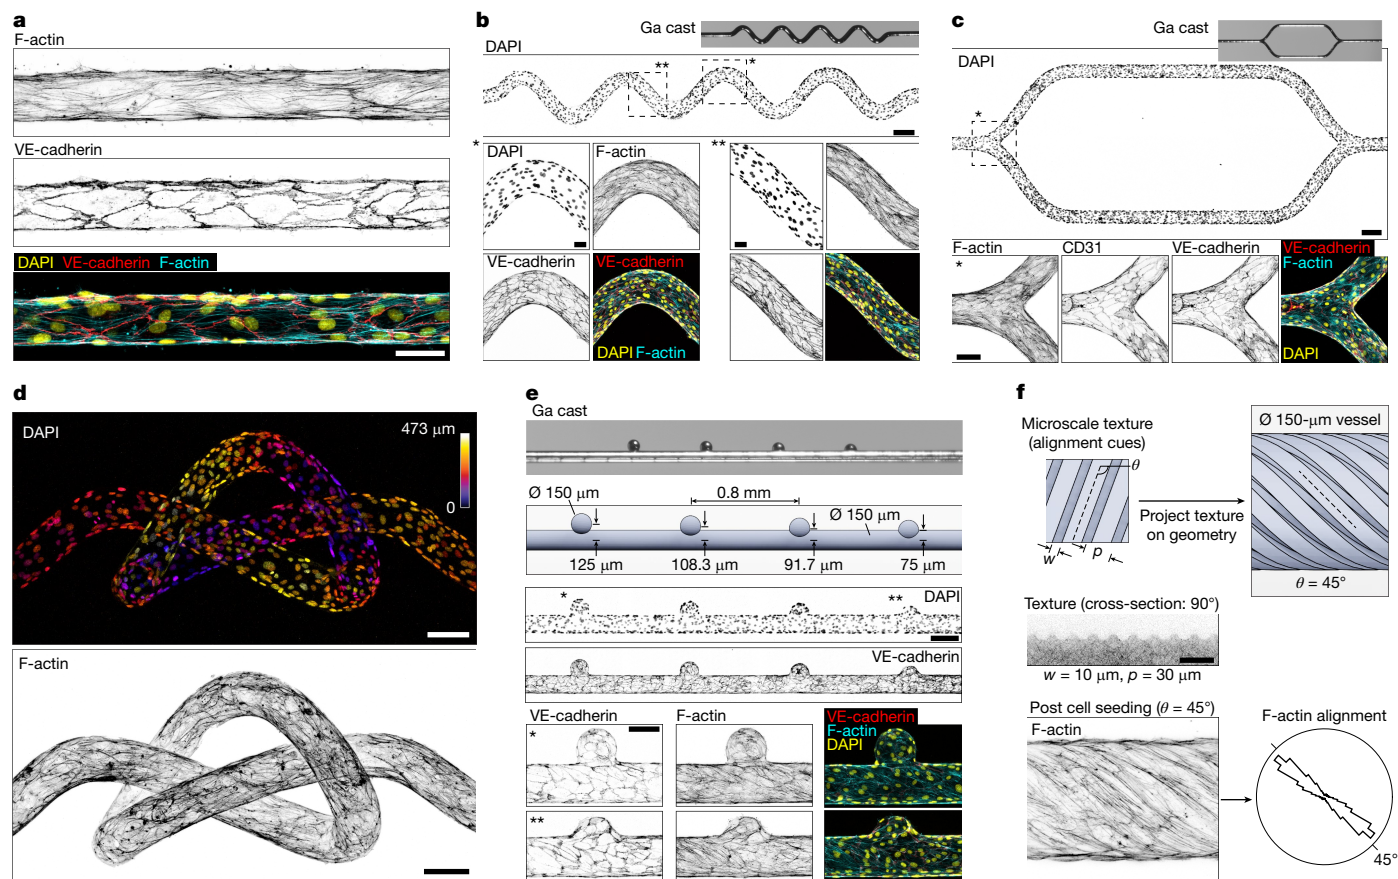 a
F-actin
VE-cadherin
DAPI VE-cadherin F-actin
b
Ga cast
DAPI
**
*
*
DAPI
F-actin
**
VE-cadherin
VE-cadherin
DAPI F-actin
c
Ga cast
DAPI
*
F-actin
CD31
VE-cadherin
VE-cadherin
F-actin
*
DAPI
d
DAPI
473 μm
0
F-actin
e
Ga cast
Ø 150 μm
0.8 mm
Ø 150 μm
125 μm
108.3 μm
91.7 μm
75 μm
*
**
DAPI
VE-cadherin
VE-cadherin
F-actin
VE-cadherin
F-actin
DAPI
*
**
f
Microscale texture
(alignment cues)
θ
w
p
Project texture
on geometry
Ø 150-μm vessel
θ = 45°
Texture (cross-section: 90°)
w = 10 μm, p = 30 μm
Post cell seeding (θ = 45°)
F-actin
F-actin alignment
45°